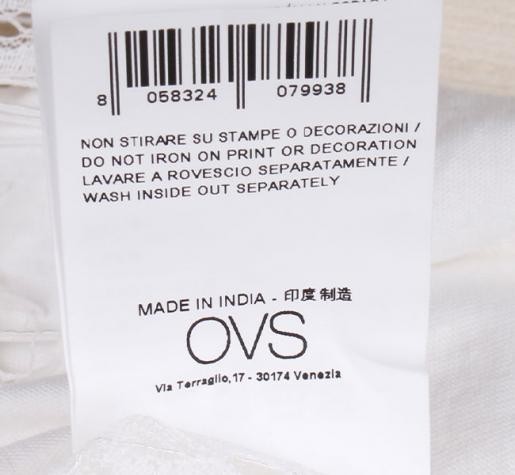 8 058324 079938
NON STIRARE SU STAMPE O DECORAZIONI /
DO NOT IRON ON PRINT OR DECORATION
LAVARE A ROVESCIO SEPARATAMENTE /
WASH INSIDE OUT SEPARATELY
MADE IN INDIA - 印度制造
OVS
Via Terraglio,17 - 30174 Venezia